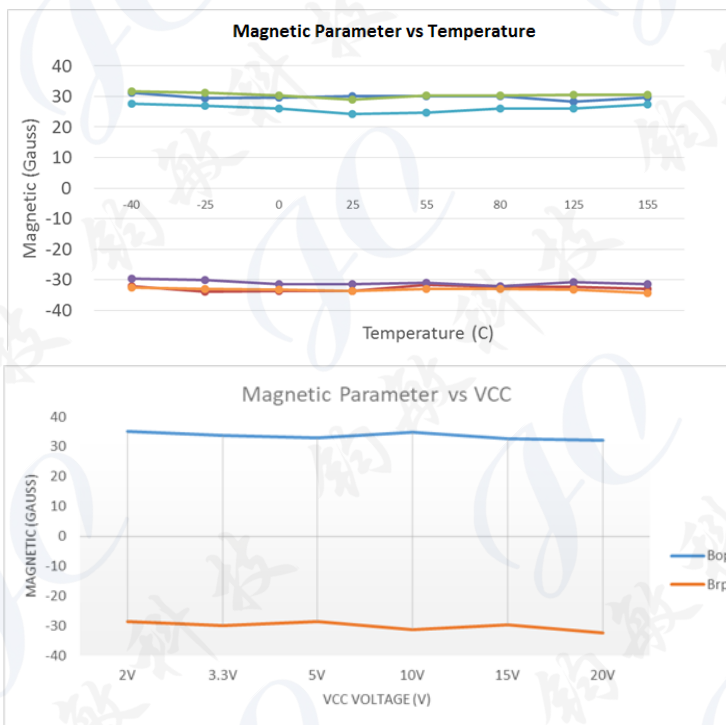 Magnetic Parameter vs Temperature
40
30
20
10
0
-10
-20
-30
-40
Magnetic (Gauss)
-40 -25 0 25 55 80 125 155
Temperature (C)
Magnetic Parameter vs VCC
40
30
20
10
0
-10
-20
-30
-40
MAGNETIC (GAUSS)
2V 3.3V 5V 10V 15V 20V
VCC VOLTAGE (V)
Bop
Brp